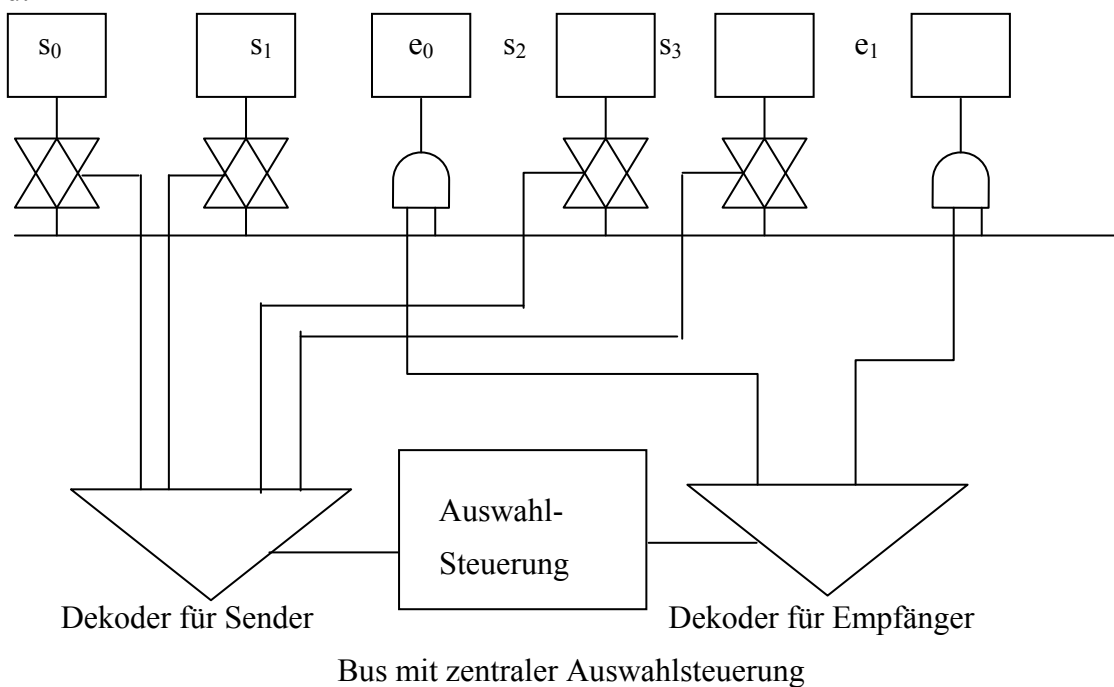 s₀ s₁ e₀ s₂ s₃ e₁
Auswahl-
Steuerung
Dekoder für Sender
Dekoder für Empfänger
Bus mit zentraler Auswahlsteuerung